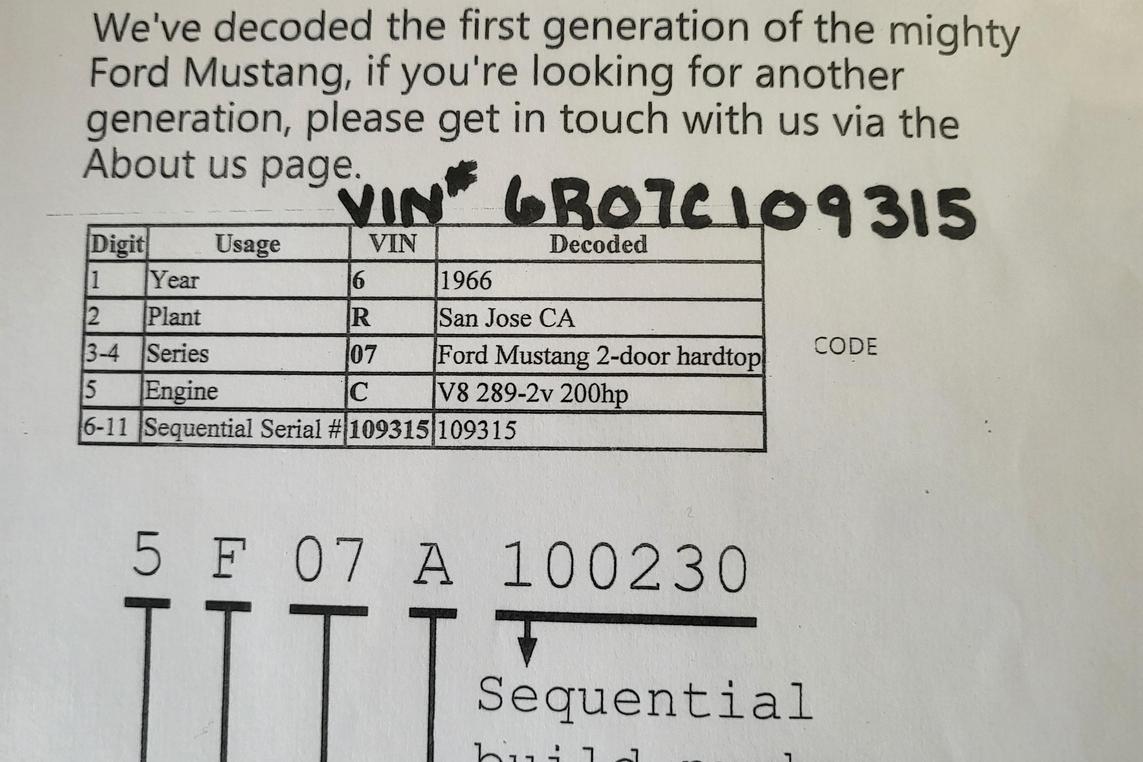 We've decoded the first generation of the mighty
Ford Mustang, if you're looking for another
generation, please get in touch with us via the
About us page.
VIN# 6R07C109315
Digit Usage VIN Decoded
1 Year 6 1966
2 Plant R San Jose CA
3-4 Series 07 Ford Mustang 2-door hardtop
CODE
5 Engine C V8 289-2v 200hp
6-11 Sequential Serial # 109315 109315
5 F 07 A 100230
Sequential